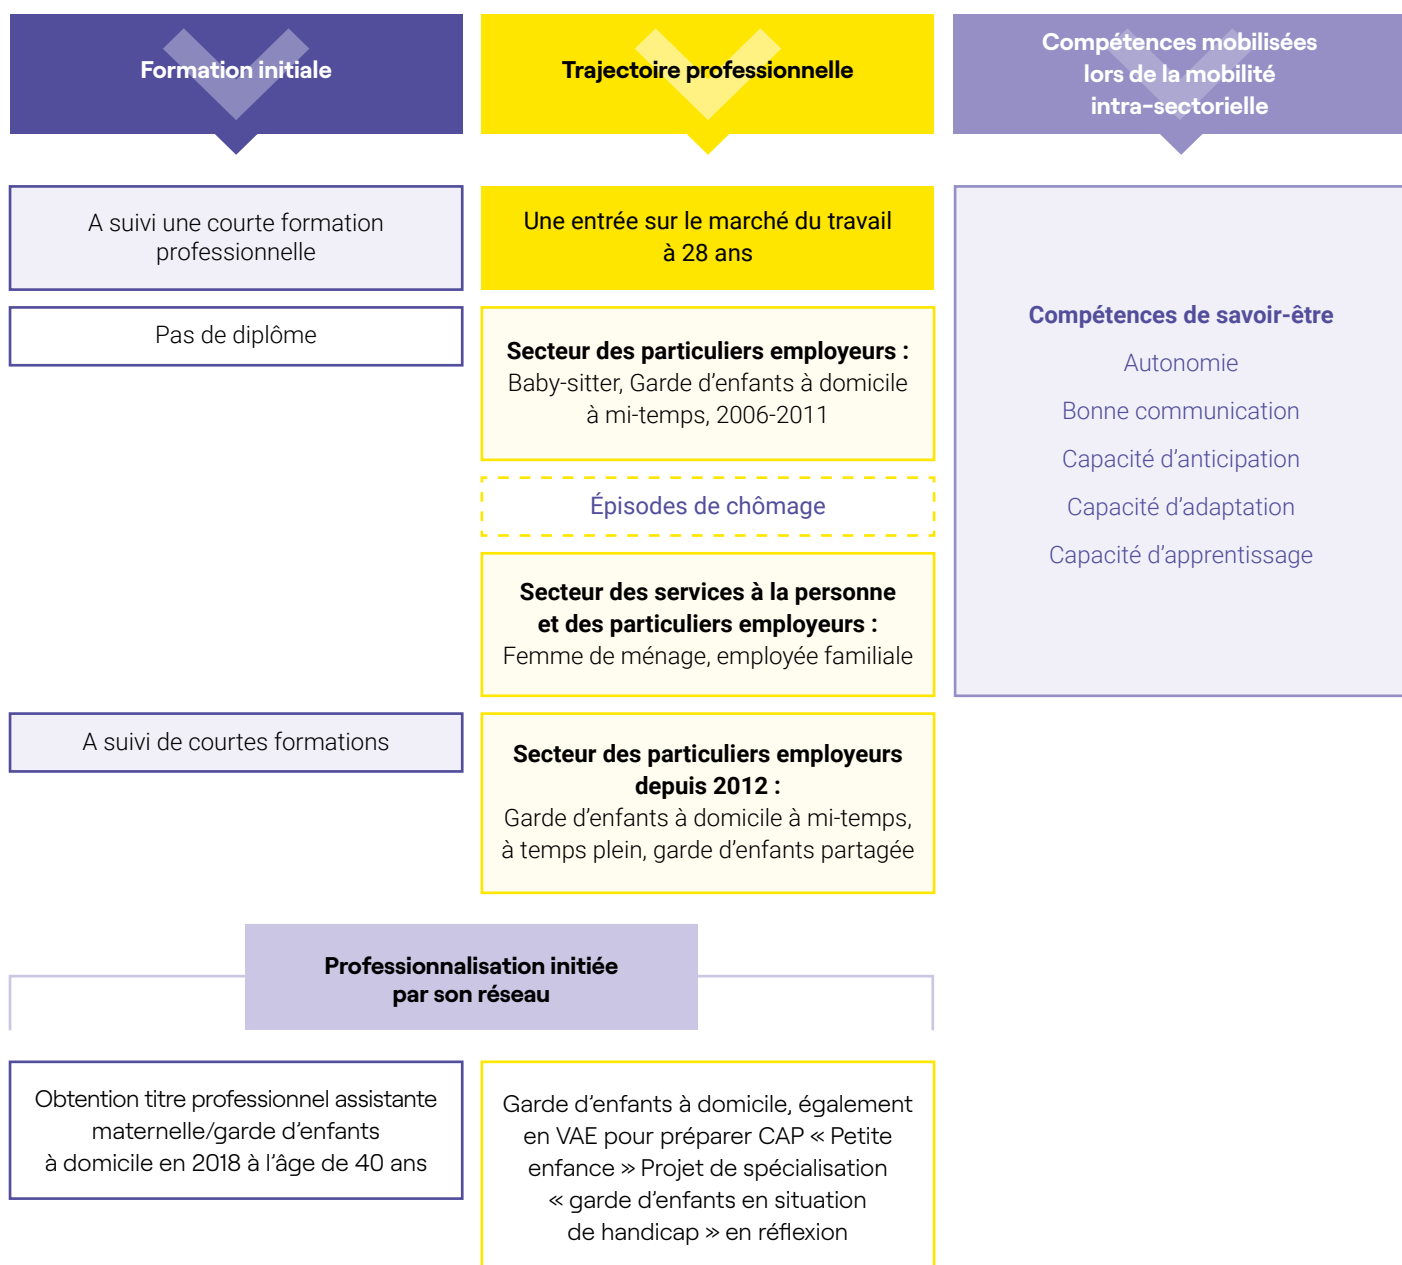 Formation initiale
Trajectoire professionnelle
Compétences mobilisées
lors de la mobilité
intra-sectorielle
A suivi une courte formation
professionnelle
Pas de diplôme
A suivi de courtes formations
Une entrée sur le marché du travail
à 28 ans
Secteur des particuliers employeurs :
Baby-sitter, Garde d’enfants à domicile
à mi-temps, 2006-2011
Épisodes de chômage
Secteur des services à la personne
et des particuliers employeurs :
Femme de ménage, employée familiale
Secteur des particuliers employeurs
depuis 2012 :
Garde d’enfants à domicile à mi-temps,
à temps plein, garde d’enfants partagée
Compétences de savoir-être
Autonomie
Bonne communication
Capacité d’anticipation
Capacité d’adaptation
Capacité d’apprentissage
Professionnalisation initiée
par son réseau
Obtention titre professionnel assistante
maternelle/garde d’enfants
à domicile en 2018 à l’âge de 40 ans
Garde d’enfants à domicile, également
en VAE pour préparer CAP « Petite
enfance » Projet de spécialisation
« garde d’enfants en situation
de handicap » en réflexion